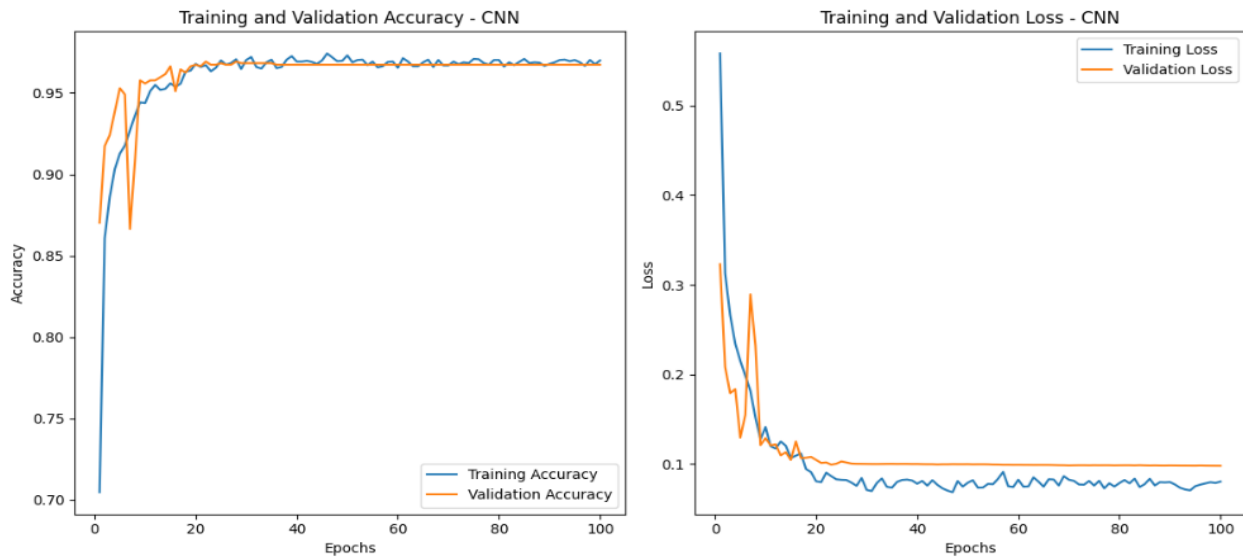 Training and Validation Accuracy - CNN
0.95
0.90
0.85
0.80
0.75
0.70
Accuracy
Training Accuracy
Validation Accuracy
0 20 40 60 80 100
Epochs
Training and Validation Loss - CNN
Training Loss
Validation Loss
0.5
0.4
0.3
0.2
0.1
Loss
0 20 40 60 80 100
Epochs